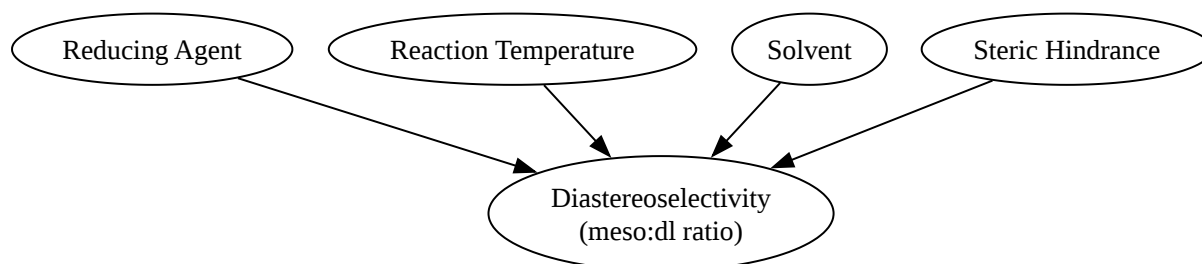 Reducing Agent
Reaction Temperature
Solvent
Steric Hindrance
Diastereoselectivity
(meso:dl ratio)